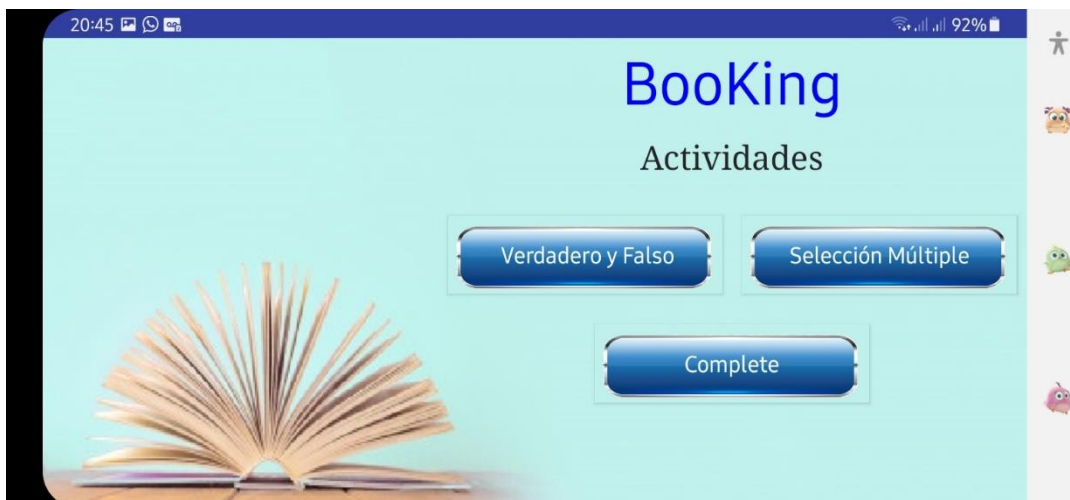 20:45
92%
BooKing
Actividades
Verdadero y Falso
Selección Múltiple
Complete